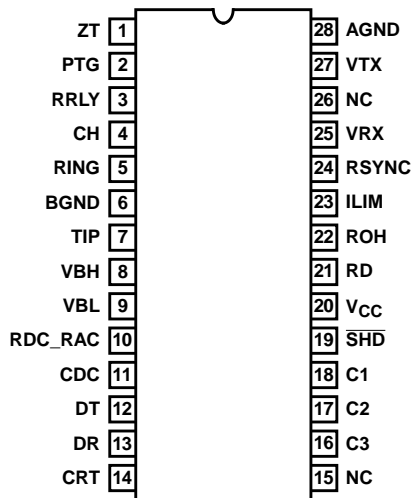 ZT 1 28 AGND
PTG 2 27 VTX
RRLY 3 26 NC
CH 4 25 VRX
RING 5 24 RSYNC
BGND 6 23 ILIM
TIP 7 22 ROH
VBH 8 21 RD
VBL 9 20 VCC
RDC_RAC 10 19 SHD
CDC 11 18 C1
DT 12 17 C2
DR 13 16 C3
CRT 14 15 NC